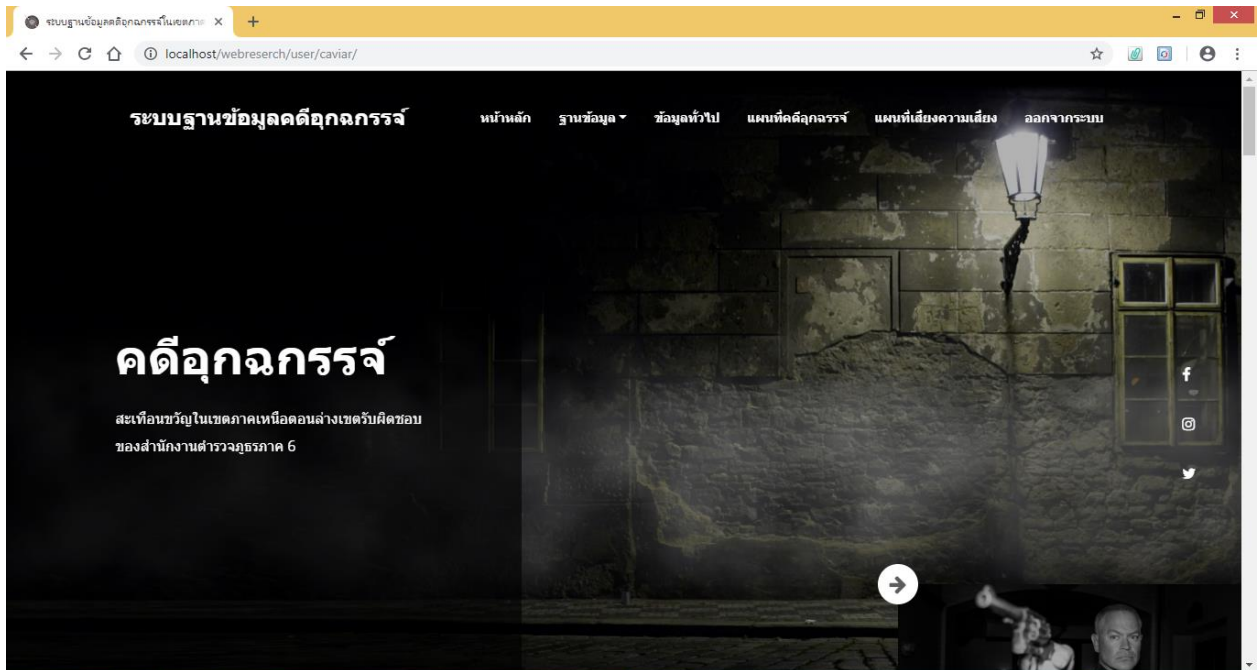 ระบบฐานข้อมูลคดีอุกฉกรรจ์ในเขตภาค
localhost/webreserch/user/caviar/
ระบบฐานข้อมูลคดีอุกฉกรรจ์ หน้าหลัก ฐานข้อมูล ข้อมูลทั่วไป แผนที่คดีอุกฉรรจ์ แผนที่เสี่ยงความเสี่ยง ออกจากระบบ
คดีอุกฉกรรจ์
สะเทือนขวัญในเขตภาคเหนือตอนล่างเขตรับผิดชอบ
ของสำนักงานตำรวจภูธรภาค 6